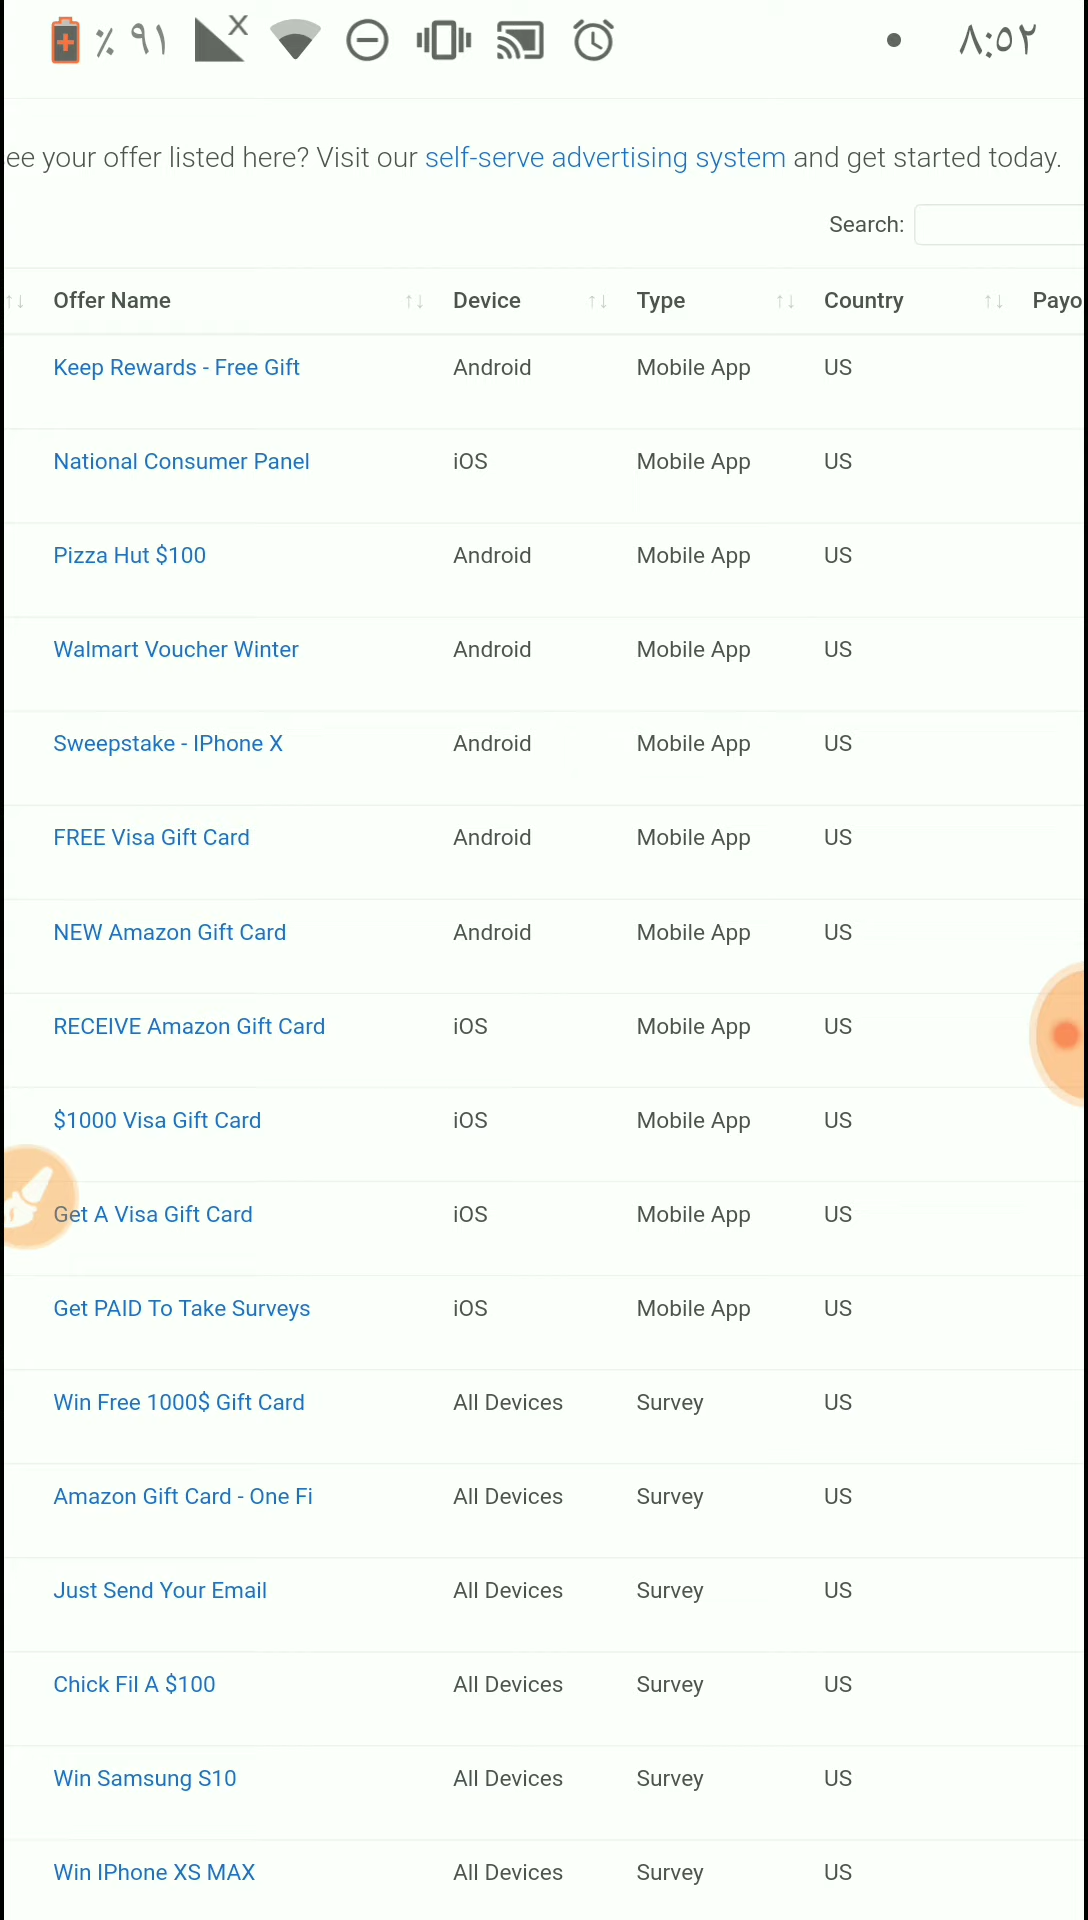 ٪ ٩١ ٨:٥٢
ee your offer listed here? Visit our self-serve advertising system and get started today.
Search:
Offer Name Device Type Country Payo
Keep Rewards - Free Gift Android Mobile App US
National Consumer Panel iOS Mobile App US
Pizza Hut $100 Android Mobile App US
Walmart Voucher Winter Android Mobile App US
Sweepstake - IPhone X Android Mobile App US
FREE Visa Gift Card Android Mobile App US
NEW Amazon Gift Card Android Mobile App US
RECEIVE Amazon Gift Card iOS Mobile App US
$1000 Visa Gift Card iOS Mobile App US
Get A Visa Gift Card iOS Mobile App US
Get PAID To Take Surveys iOS Mobile App US
Win Free 1000$ Gift Card All Devices Survey US
Amazon Gift Card - One Fi All Devices Survey US
Just Send Your Email All Devices Survey US
Chick Fil A $100 All Devices Survey US
Win Samsung S10 All Devices Survey US
Win IPhone XS MAX All Devices Survey US